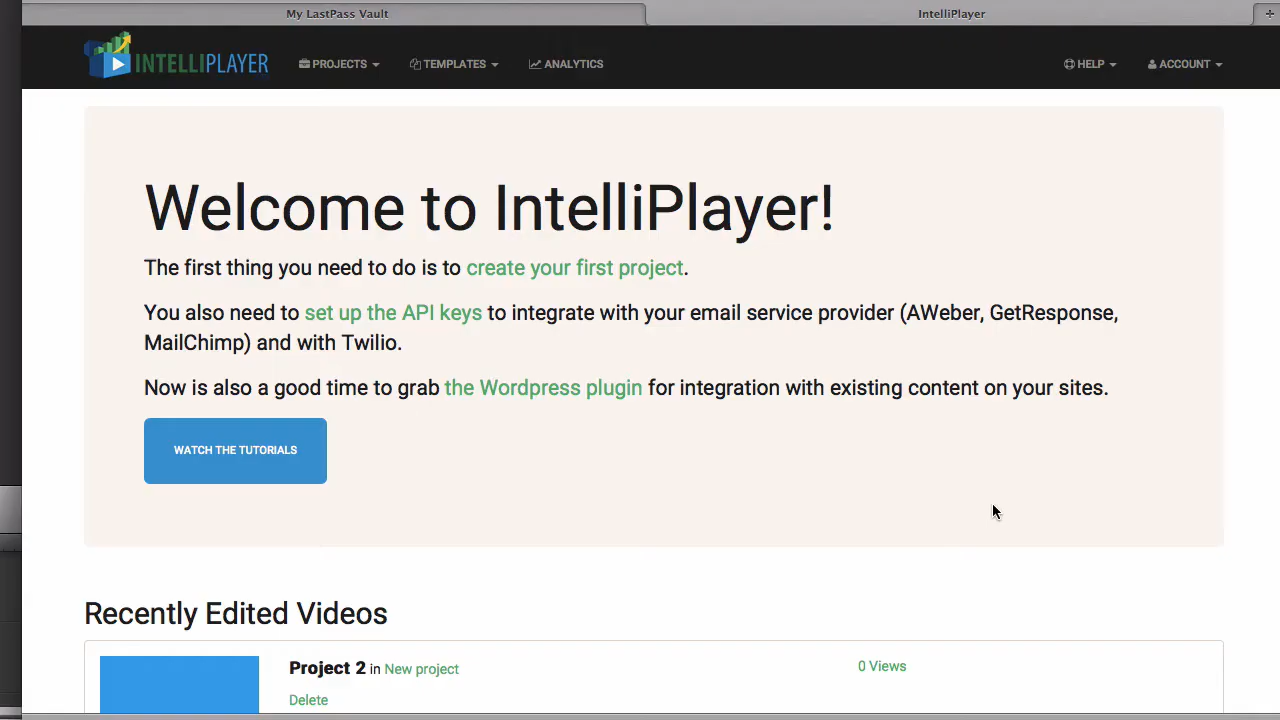 My LastPass Vault
IntelliPlayer
INTELLIPLAYER
PROJECTS
TEMPLATES
ANALYTICS
HELP
ACCOUNT
Welcome to IntelliPlayer!
The first thing you need to do is to create your first project.
You also need to set up the API keys to integrate with your email service provider (AWeber, GetResponse,
MailChimp) and with Twilio.
Now is also a good time to grab the Wordpress plugin for integration with existing content on your sites.
WATCH THE TUTORIALS
Recently Edited Videos
Project 2 in New project
0 Views
Delete